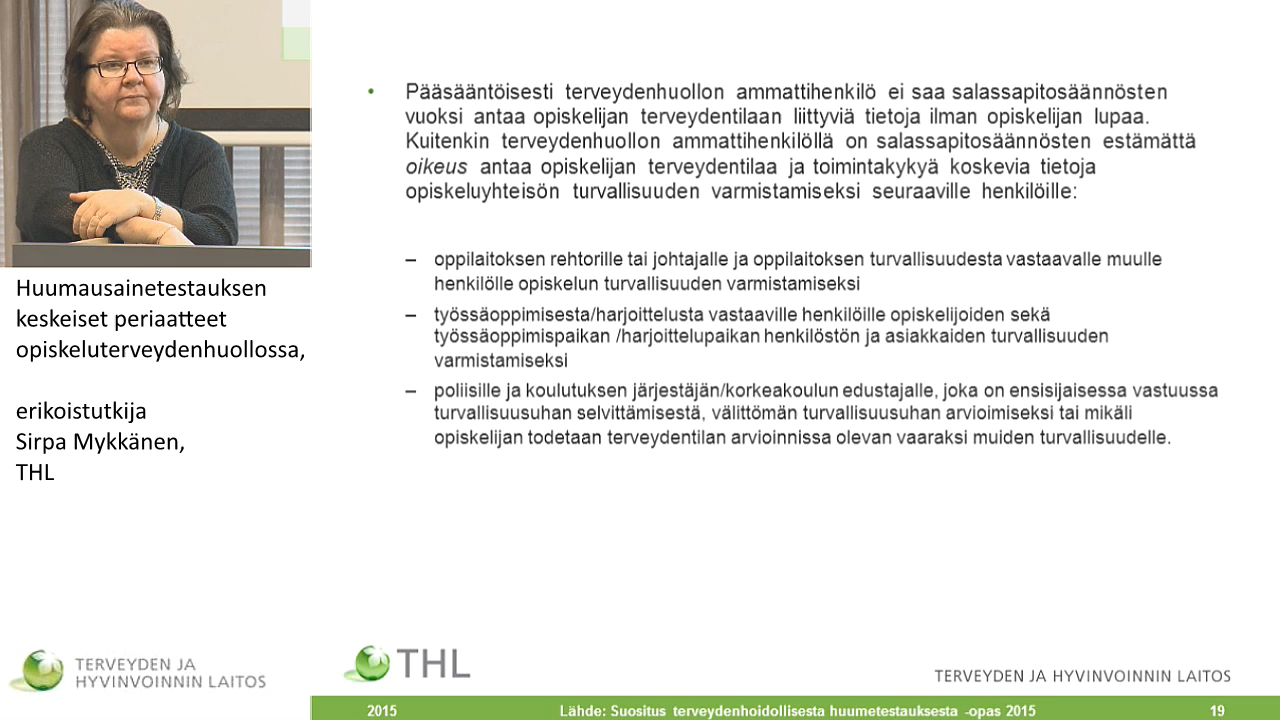 • Pääsääntöisesti terveydenhuollon ammattihenkilö ei saa salassapitosäännösten
vuoksi antaa opiskelijan terveydentilaan liittyviä tietoja ilman opiskelijan lupaa.
Kuitenkin terveydenhuollon ammattihenkilöllä on salassapitosäännösten estämättä
oikeus antaa opiskelijan terveydentilaa ja toimintakykyä koskevia tietoja
opiskeluyhteisön turvallisuuden varmistamiseksi seuraaville henkilöille:
– oppilaitoksen rehtorille tai johtajalle ja oppilaitoksen turvallisuudesta vastaavalle muulle
henkilölle opiskelun turvallisuuden varmistamiseksi
– työssäoppimisesta/harjoittelusta vastaaville henkilöille opiskelijoiden sekä
työssäoppimispaikan /harjoittelupaikan henkilöstön ja asiakkaiden turvallisuuden
varmistamiseksi
– poliisille ja koulutuksen järjestäjän/korkeakoulun edustajalle, joka on ensisijaisessa vastuussa
turvallisuusuhan selvittämisestä, välittömän turvallisuusuhan arvioimiseksi tai mikäli
opiskelijan todetaan terveydentilan arvioinnissa olevan vaaraksi muiden turvallisuudelle.
Huumausainetestauksen
keskeiset periaatteet
opiskeluterveydenhuollossa,
erikoistutkija
Sirpa Mykkänen,
THL
TERVEYDEN JA
HYVINVOINNIN LAITOS
THL
TERVEYDEN JA HYVINVOINNIN LAITOS
2015 Lähde: Suositus terveydenhoidollisesta huumetestauksesta -opas 2015 19